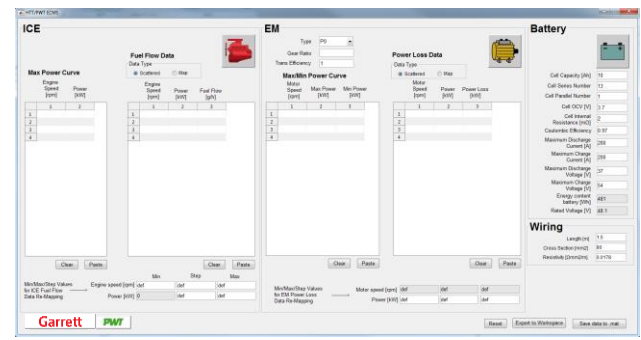 HTT/PWT (ICW)
ICE
Fuel Flow Data
Data Type
Scattered Map
Max Power Curve
Engine Speed [rpm] Power [kW]
Engine Speed [rpm] Power [kW] Fuel Flow [g/h]
1 2
1 2 3
1
2
3
4
1
2
3
4
Clear Paste
Clear Paste
Min Step Max
Min/Max/Step Values for ICE Fuel Flow Data Re-Mapping
Engine speed [rpm] def def def
Power [kW] 0 def def
EM
Type P0
Gear Ratio
Trans Efficiency 1
Power Loss Data
Data Type
Scattered Map
Max/Min Power Curve
Motor Speed [rpm] Max Power [kW] Min Power [kW]
Motor Speed [rpm] Power [kW] Power Loss [kW]
1 2 3
1 2 3
1
2
3
4
1
2
3
4
Clear Paste
Clear Paste
Min/Max/Step Values for EM Power Loss Data Re-Mapping
Motor speed [rpm] def def def
Power [kW] def def def
Battery
Cell Capacity [Ah] 10
Cell Series Number 13
Cell Parallel Number 1
Cell OCV [V] 3.7
Cell Internal Resistance [mΩ] 2
Coulombic Efficiency 0.97
Maximum Discharge Current [A]
Maximum Charge Current [A]
Maximum Discharge Voltage [V] 37
Maximum Charge Voltage [V] 54
Energy content battery [Wh] 481
Rated Voltage [V] 48.1
Wiring
Length [m] 1.5
Cross Section [mm2]
Resistivity [Ωmm2/m] 0.0178
Garrett PWT
Reset Export to Workspace Save data to .mat